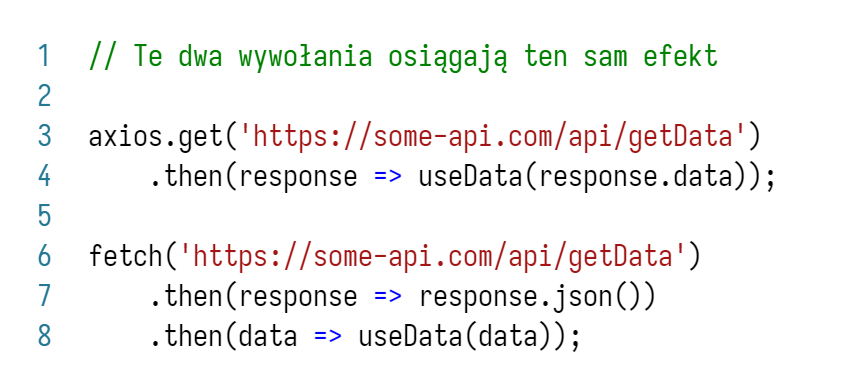 1 // Te dwa wywołania osiągają ten sam efekt
2
3 axios.get('https://some-api.com/api/getData')
4     .then(response => useData(response.data));
5
6 fetch('https://some-api.com/api/getData')
7     .then(response => response.json())
8     .then(data => useData(data));